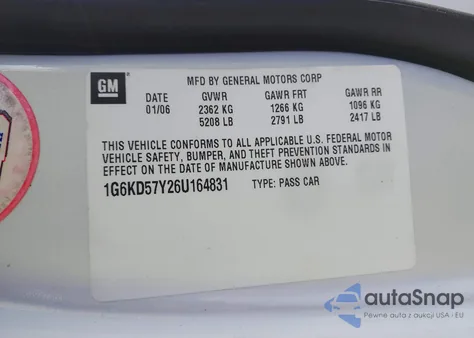 GM
MFD BY GENERAL MOTORS CORP
DATE GVWR GAWR FRT GAWR RR
01/06 2362 KG 1266 KG 1096 KG
5208 LB 2791 LB 2417 LB
THIS VEHICLE CONFORMS TO ALL APPLICABLE U.S. FEDERAL MOTOR
VEHICLE SAFETY, BUMPER, AND THEFT PREVENTION STANDARDS IN
EFFECT ON THE DATE OF MANUFACTURE SHOWN ABOVE.
1G6KD57Y26U164831 TYPE: PASS CAR
autoSnap
Pewne auta z aukcji USA i EU